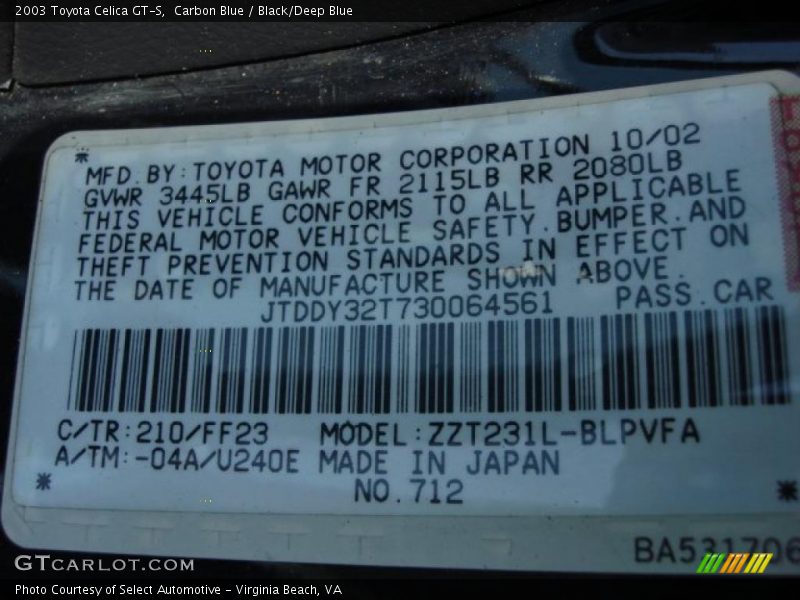 2003 Toyota Celica GT-S, Carbon Blue / Black/Deep Blue
MFD.BY:TOYOTA MOTOR CORPORATION 10/02
GVWR 3445LB GAWR FR 2115LB RR 2080LB
THIS VEHICLE CONFORMS TO ALL APPLICABLE
FEDERAL MOTOR VEHICLE SAFETY.BUMPER.AND
THEFT PREVENTION STANDARDS IN EFFECT ON
THE DATE OF MANUFACTURE SHOWN ABOVE.
JTDDY32T730064561 PASS.CAR
C/TR:210/FF23 MODEL:ZZT231L-BLPVFA
A/TM:-04A/U240E MADE IN JAPAN
NO.712
GTCARLOT.COM
Photo Courtesy of Select Automotive - Virginia Beach, VA